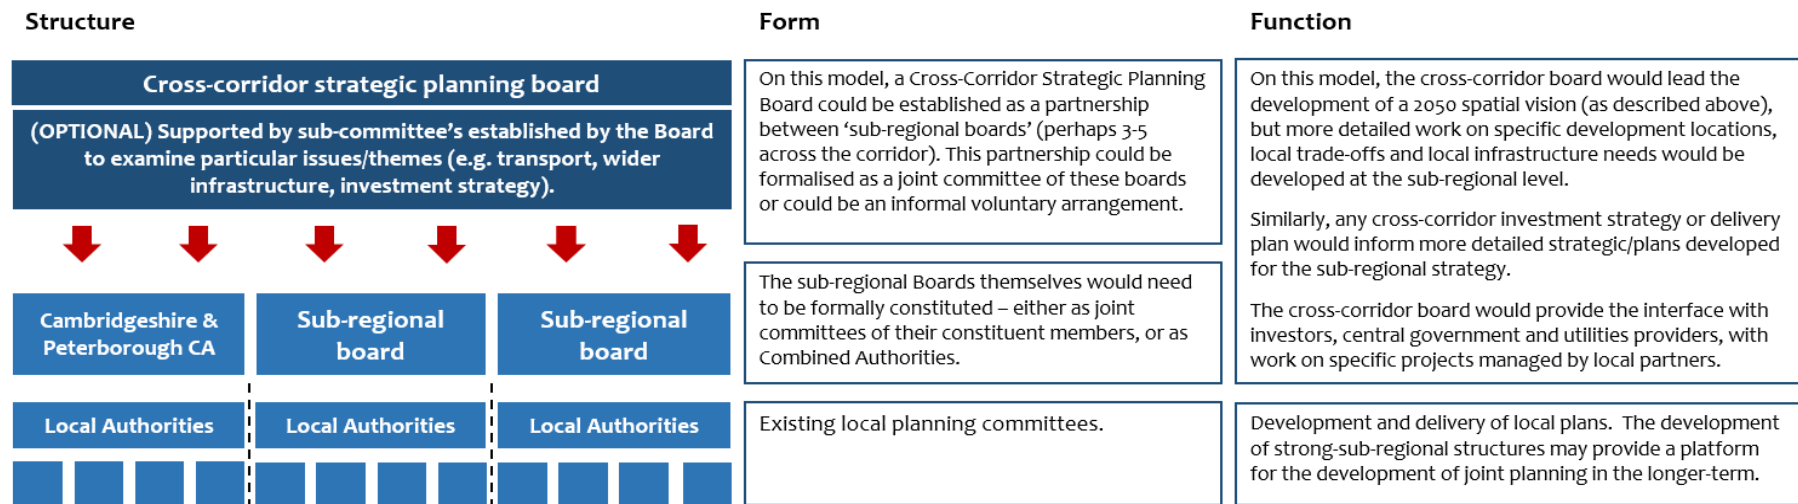 Structure
Form
Function
Cross-corridor strategic planning board
(OPTIONAL) Supported by sub-committee's established by the Board
to examine particular issues/themes (e.g. transport, wider
infrastructure, investment strategy).
Cambridgeshire &
Peterborough CA
Sub-regional
board
Sub-regional
board
Local Authorities
Local Authorities
Local Authorities
On this model, a Cross-Corridor Strategic Planning
Board could be established as a partnership
between ‘sub-regional boards’ (perhaps 3-5
across the corridor). This partnership could be
formalised as a joint committee of these boards
or could be an informal voluntary arrangement.
The sub-regional Boards themselves would need
to be formally constituted – either as joint
committees of their constituent members, or as
Combined Authorities.
Existing local planning committees.
On this model, the cross-corridor board would lead the
development of a 2050 spatial vision (as described above),
but more detailed work on specific development locations,
local trade-offs and local infrastructure needs would be
developed at the sub-regional level.
Similarly, any cross-corridor investment strategy or delivery
plan would inform more detailed strategic/plans developed
for the sub-regional strategy.
The cross-corridor board would provide the interface with
investors, central government and utilities providers, with
work on specific projects managed by local partners.
Development and delivery of local plans.  The development
of strong-sub-regional structures may provide a platform
for the development of joint planning in the longer-term.